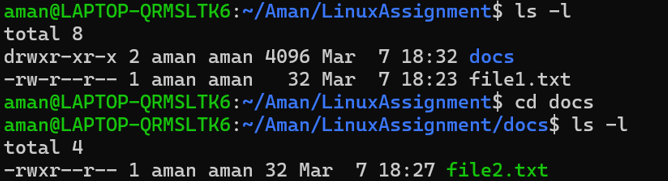 aman@LAPTOP-QRMSLTK6:~/Aman/LinuxAssignment$ ls -l
total 8
drwxr-xr-x 2 aman aman 4096 Mar  7 18:32 docs
-rw-r--r-- 1 aman aman   32 Mar  7 18:23 file1.txt
aman@LAPTOP-QRMSLTK6:~/Aman/LinuxAssignment$ cd docs
aman@LAPTOP-QRMSLTK6:~/Aman/LinuxAssignment/docs$ ls -l
total 4
-rwxr--r-- 1 aman aman 32 Mar  7 18:27 file2.txt